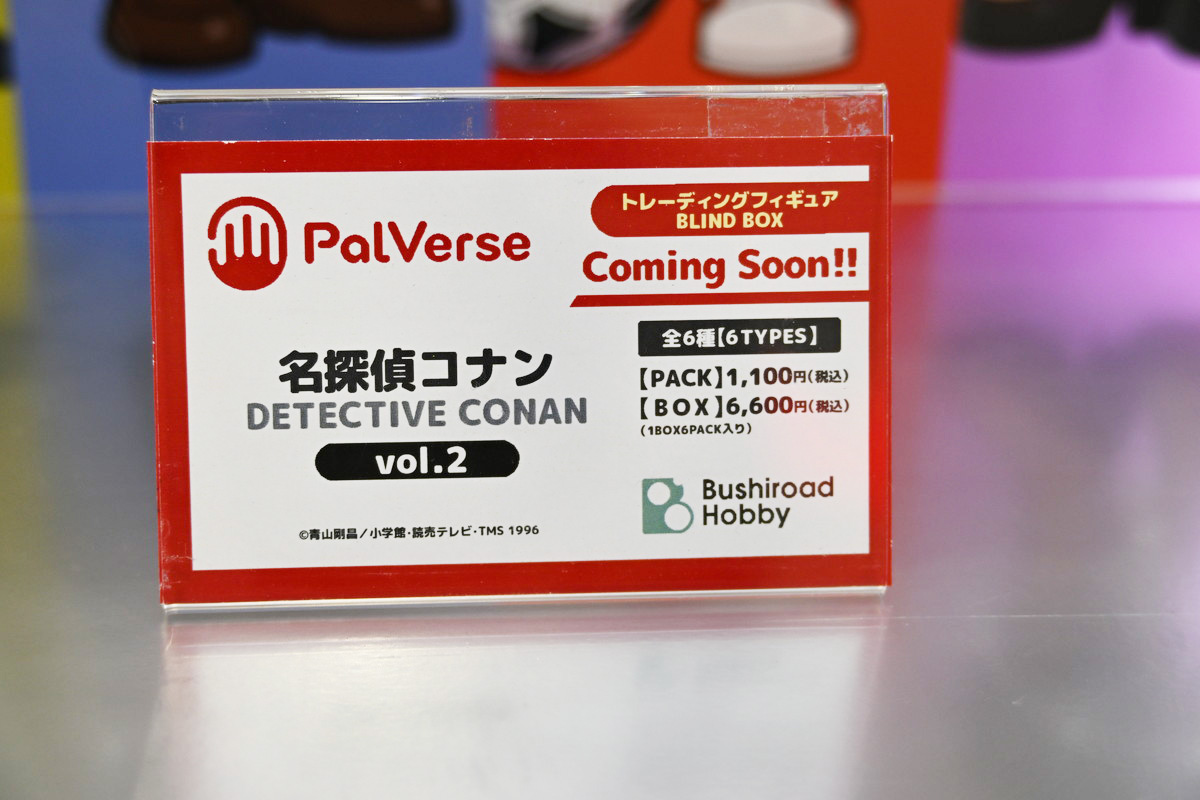 PalVerse
トレーディングフィギュア
BLIND BOX
Coming Soon!!
名探偵コナン
DETECTIVE CONAN
vol.2
全6種【6TYPES】
【PACK】1,100円(税込)
【BOX】6,600円(税込)
(1BOX6PACK入り)
©青山剛昌／小学館・読売テレビ・TMS 1996
Bushiroad
Hobby